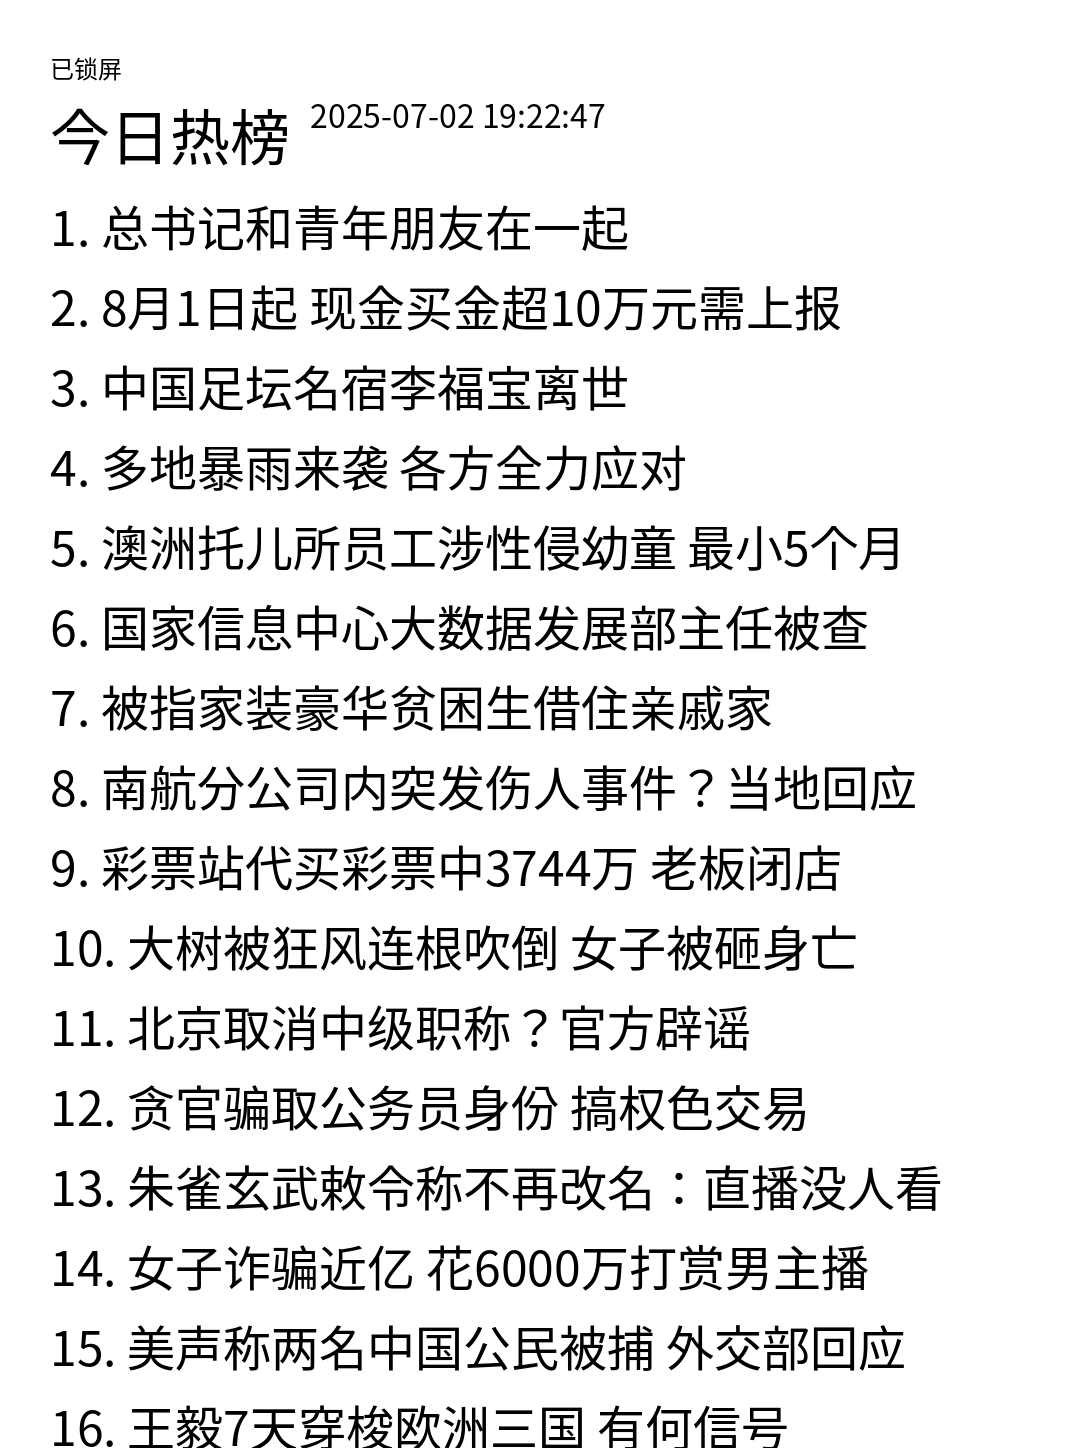 已锁屏
今日热榜 2025-07-02 19:22:47
1. 总书记和青年朋友在一起
2. 8月1日起 现金买金超10万元需上报
3. 中国足坛名宿李福宝离世
4. 多地暴雨来袭 各方全力应对
5. 澳洲托儿所员工涉性侵幼童 最小5个月
6. 国家信息中心大数据发展部主任被查
7. 被指家装豪华贫困生借住亲戚家
8. 南航分公司内突发伤人事件？当地回应
9. 彩票站代买彩票中3744万 老板闭店
10. 大树被狂风连根吹倒 女子被砸身亡
11. 北京取消中级职称？官方辟谣
12. 贪官骗取公务员身份 搞权色交易
13. 朱雀玄武敕令称不再改名：直播没人看
14. 女子诈骗近亿 花6000万打赏男主播
15. 美声称两名中国公民被捕 外交部回应
16. 王毅7天穿梭欧洲三国 有何信号